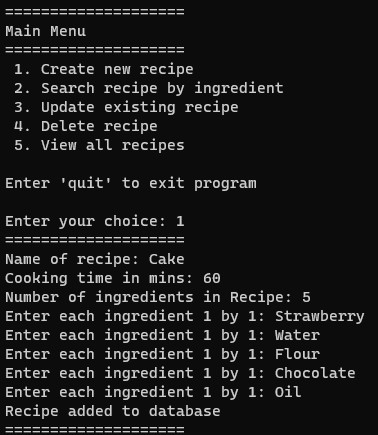 ====================
Main Menu
====================
1. Create new recipe
2. Search recipe by ingredient
3. Update existing recipe
4. Delete recipe
5. View all recipes
Enter 'quit' to exit program
Enter your choice: 1
====================
Name of recipe: Cake
Cooking time in mins: 60
Number of ingredients in Recipe: 5
Enter each ingredient 1 by 1: Strawberry
Enter each ingredient 1 by 1: Water
Enter each ingredient 1 by 1: Flour
Enter each ingredient 1 by 1: Chocolate
Enter each ingredient 1 by 1: Oil
Recipe added to database
====================